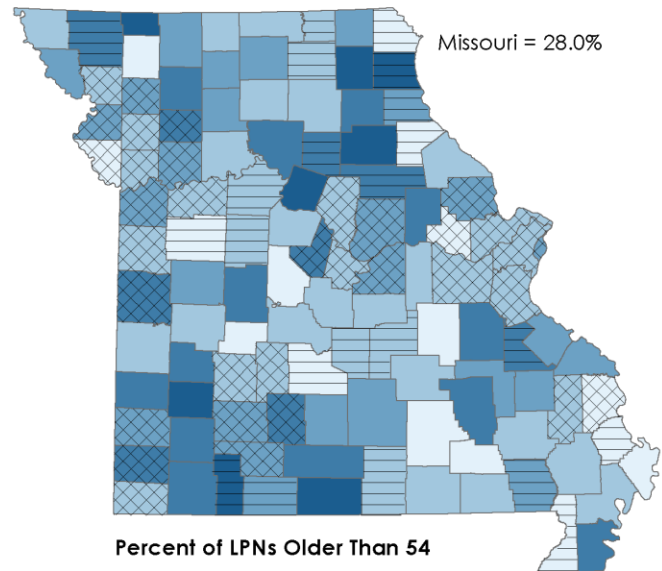 Missouri = 28.0%
Percent of LPNs Older Than 54